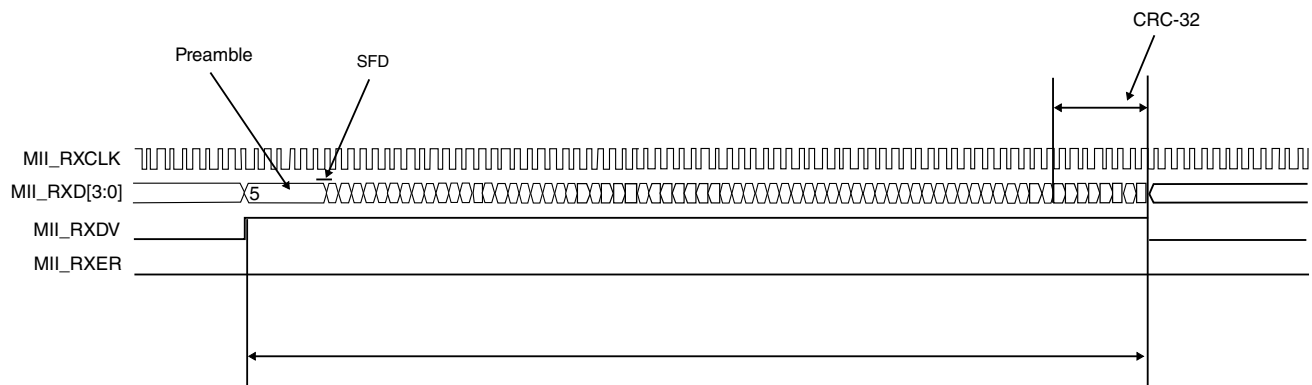 CRC-32
Preamble
SFD
MII_RXCLK
MII_RXD[3:0]
5
MII_RXDV
MII_RXER